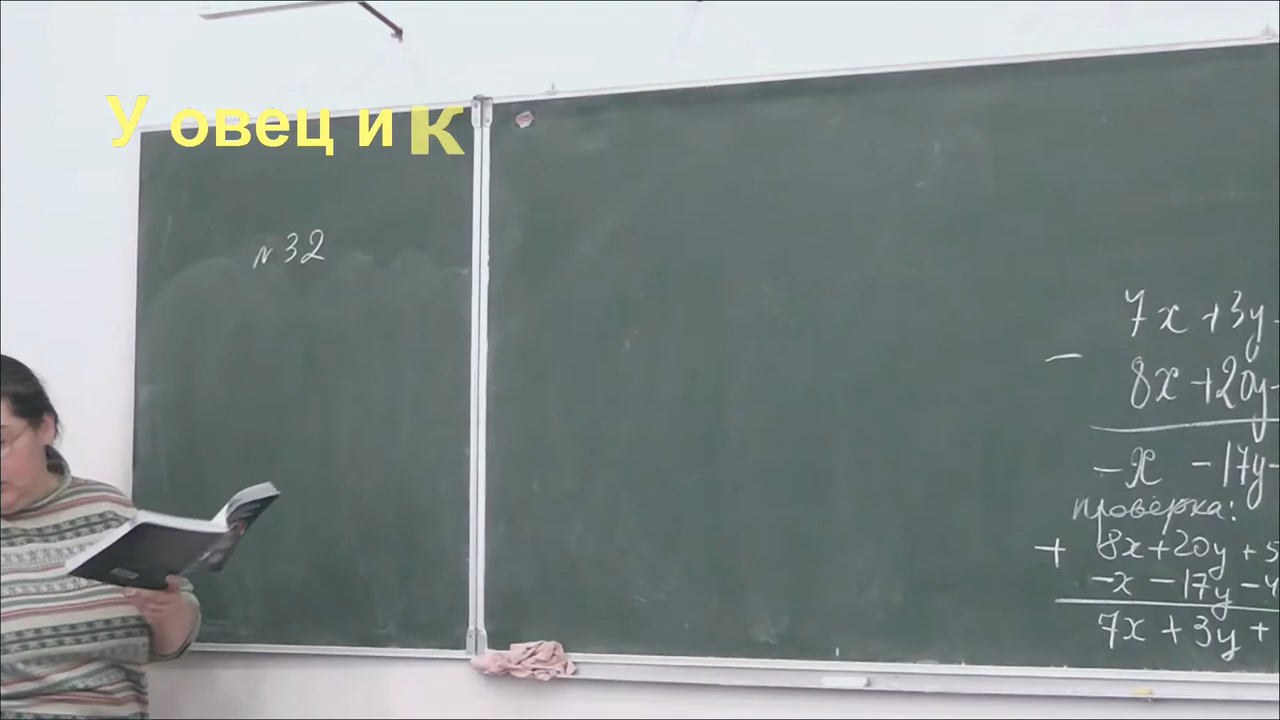 У овец и к
№ 32
7x + 3y -
− 8x + 20y -
-x - 17y -
проверка:
+ 8x + 20y + 5
-x - 17y - 4
7x + 3y +